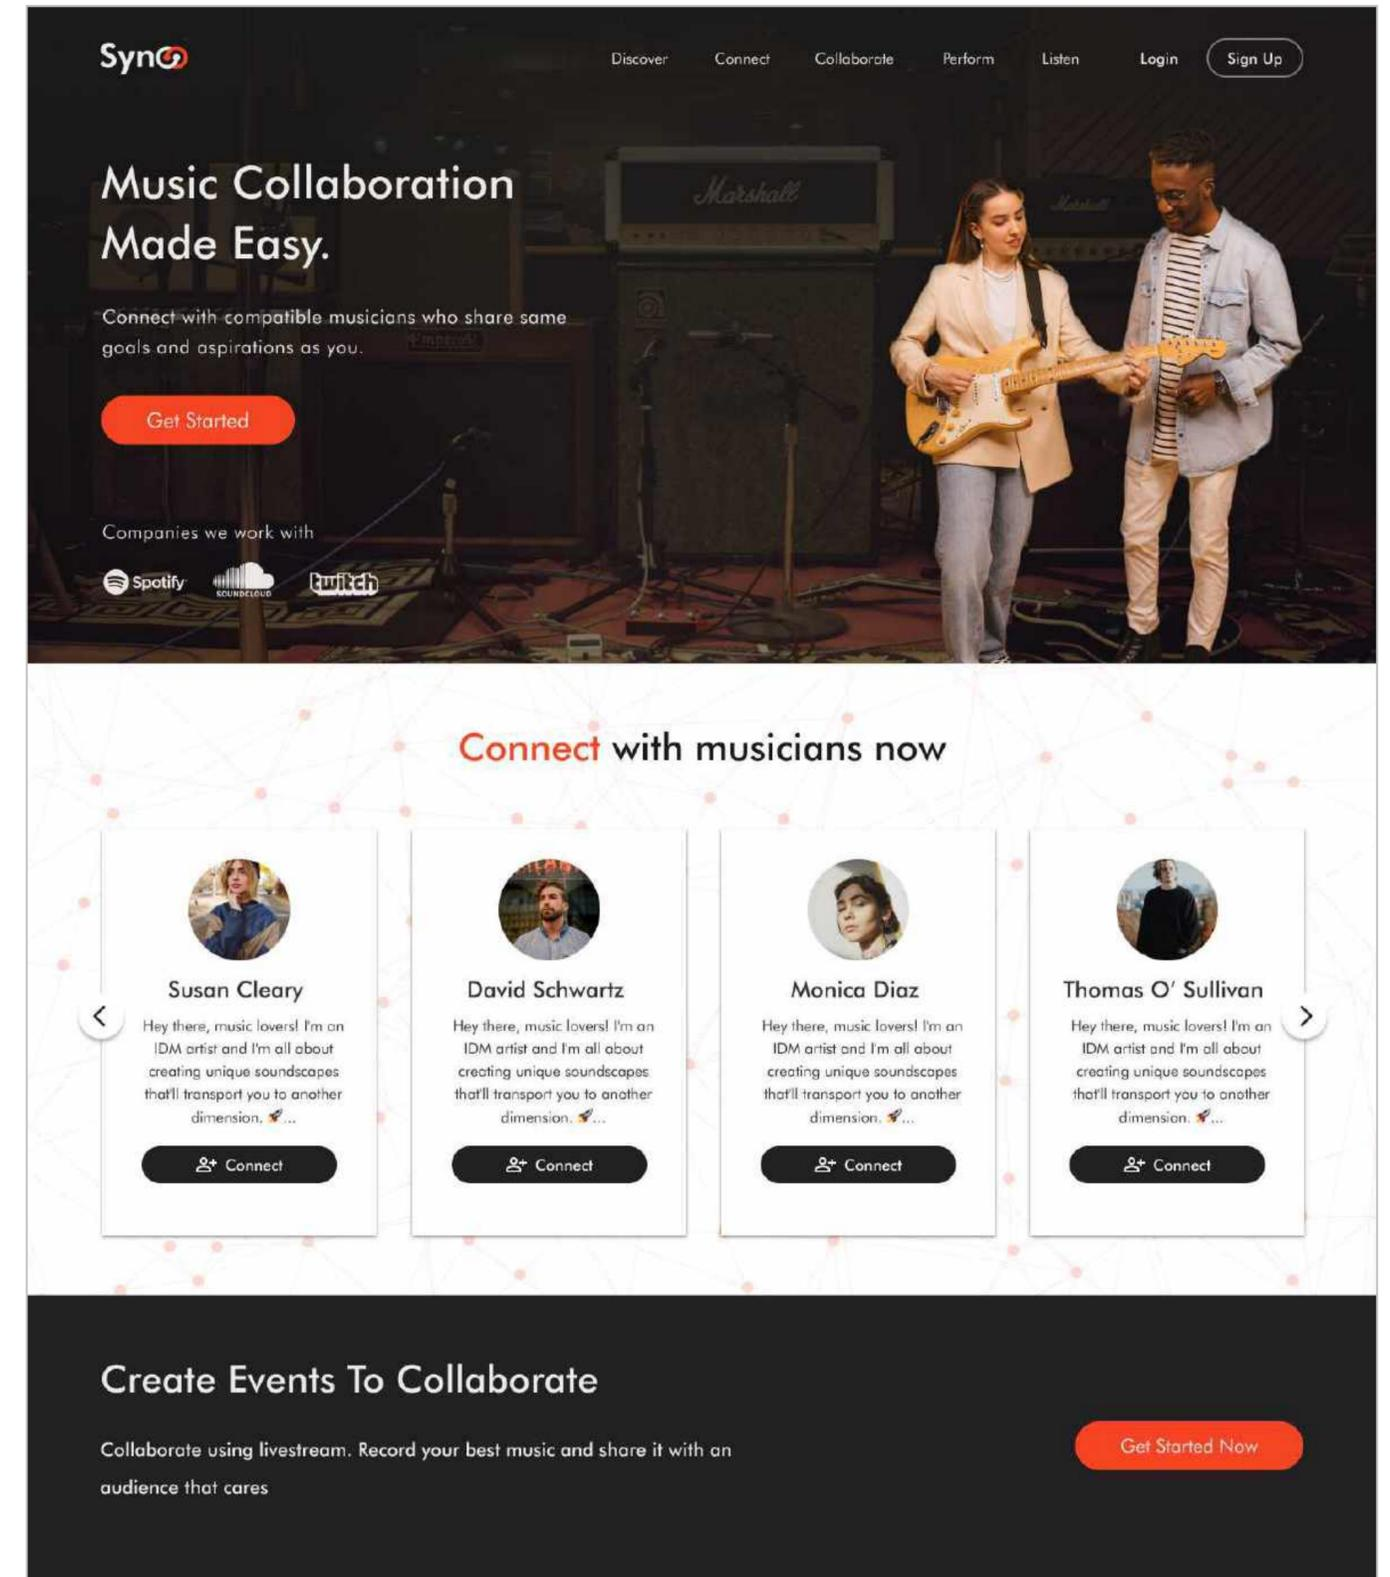 Syn
Discover Connect Collaborate Perform Listen Login Sign Up
Marshall
Marshall
Music Collaboration
Made Easy.
Connect with compatible musicians who share same
goals and aspirations as you.
Get Started
Companies we work with
Spotify SOUNDCLOUD twitch
Connect with musicians now
Susan Cleary
Hey there, music lovers! I'm an
IDM artist and I'm all about
creating unique soundscapes
that'll transport you to another
dimension. 🚀...
Connect
David Schwartz
Hey there, music lovers! I'm an
IDM artist and I'm all about
creating unique soundscapes
that'll transport you to another
dimension. 🚀...
Connect
Monica Diaz
Hey there, music lovers! I'm an
IDM artist and I'm all about
creating unique soundscapes
that'll transport you to another
dimension. 🚀...
Connect
Thomas O' Sullivan
Hey there, music lovers! I'm an
IDM artist and I'm all about
creating unique soundscapes
that'll transport you to another
dimension. 🚀...
Connect
Create Events To Collaborate
Collaborate using livestream. Record your best music and share it with an
audience that cares
Get Started Now